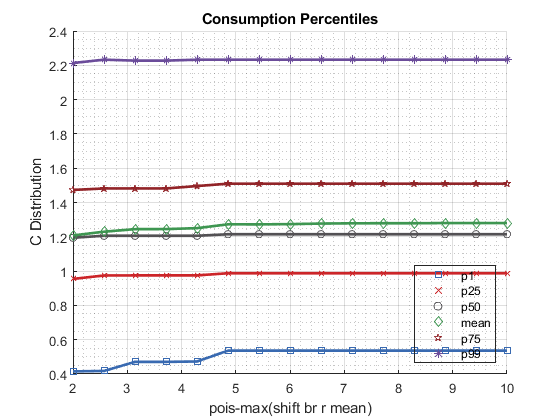 Consumption Percentiles
2.4
2.2
2
1.8
1.6
1.4
1.2
1
0.8
0.6
0.4
C Distribution
2 3 4 5 6 7 8 9 10
pois-max(shift br r mean)
p1
p25
p50
mean
p75
p99